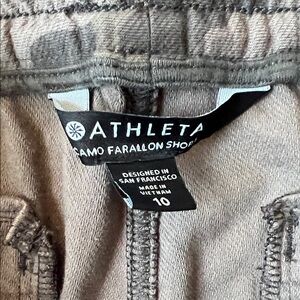 ATHLETA
CAMO FARALLON SHOR
DESIGNED IN
SAN FRANCISCO
MADE IN
VIETNAM
10